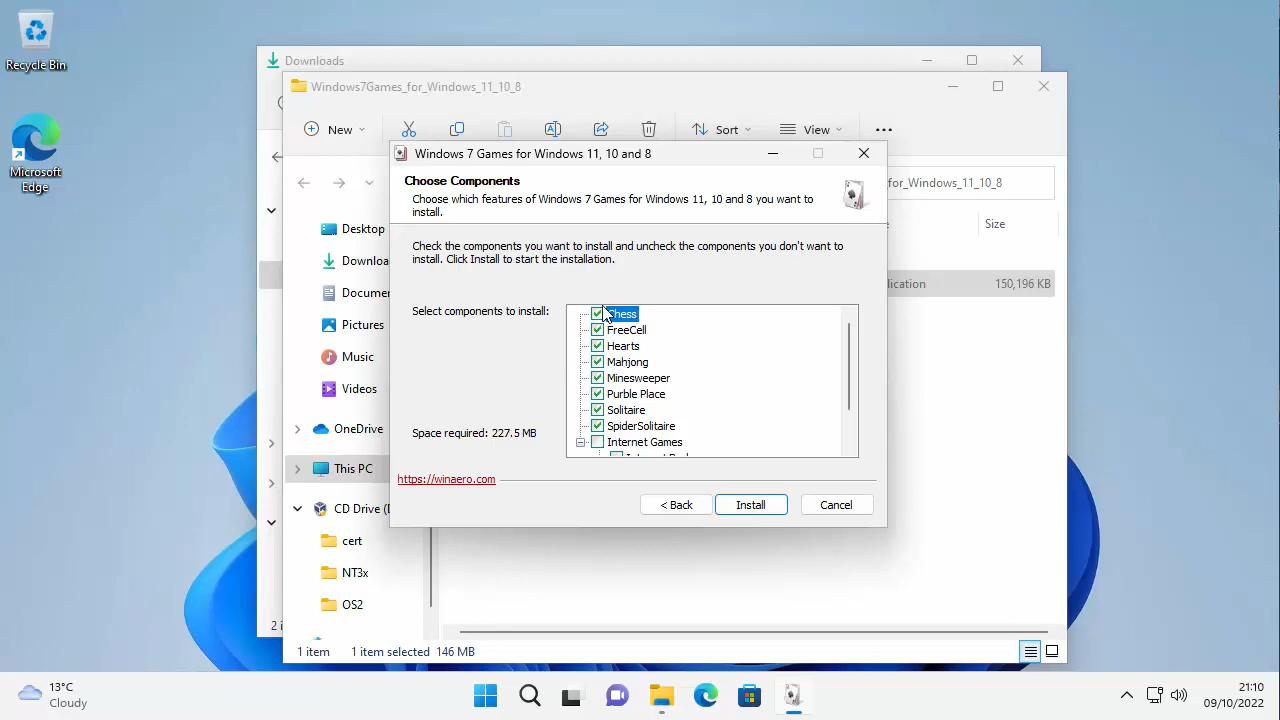 Recycle Bin
Microsoft
Edge
Downloads
Windows7Games_for_Windows_11_10_8
New
Sort
View
Windows 7 Games for Windows 11, 10 and 8
Choose Components
Choose which features of Windows 7 Games for Windows 11, 10 and 8 you want to
install.
for_Windows_11_10_8
Size
Desktop
Downloa
Documer
Pictures
Music
Videos
OneDrive
This PC
CD Drive (
cert
NT3x
OS2
Check the components you want to install and uncheck the components you don't want to
install. Click Install to start the installation.
Select components to install:
Chess
FreeCell
Hearts
Mahjong
Minesweeper
Purble Place
Solitaire
SpiderSolitaire
Internet Games
Space required: 227.5 MB
https://winaero.com
< Back
Install
Cancel
lication
150,196 KB
2 i
1 item
1 item selected 146 MB
13°C
Cloudy
21:10
09/10/2022